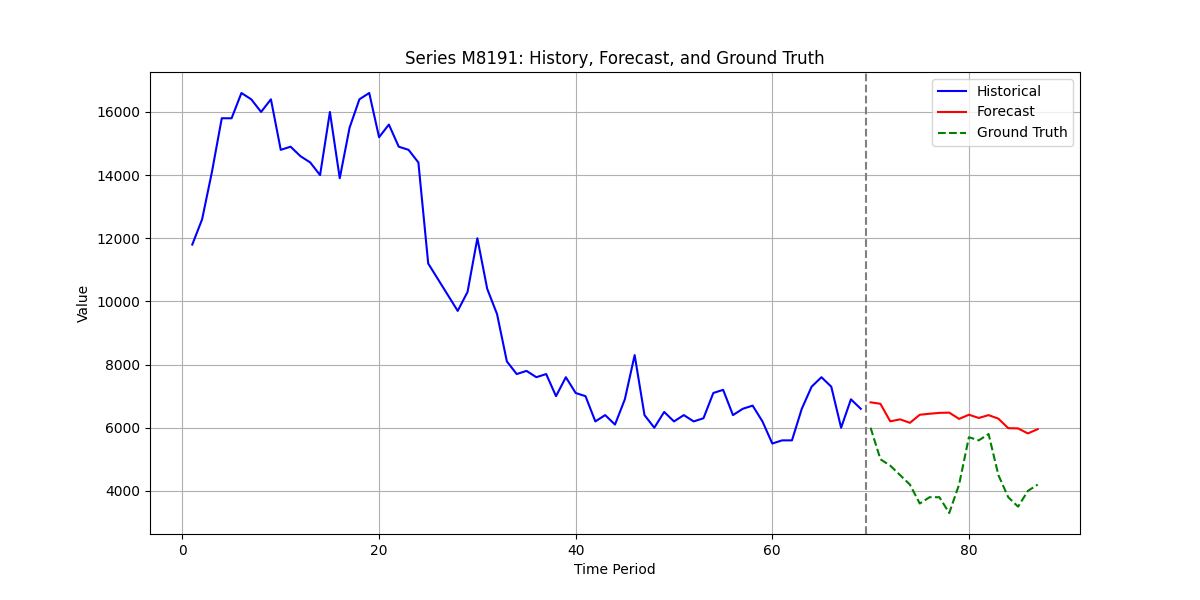 Series M8191: History, Forecast, and Ground Truth
Historical
Forecast
Ground Truth
Value
16000
14000
12000
10000
8000
6000
4000
0
20
40
60
80
Time Period